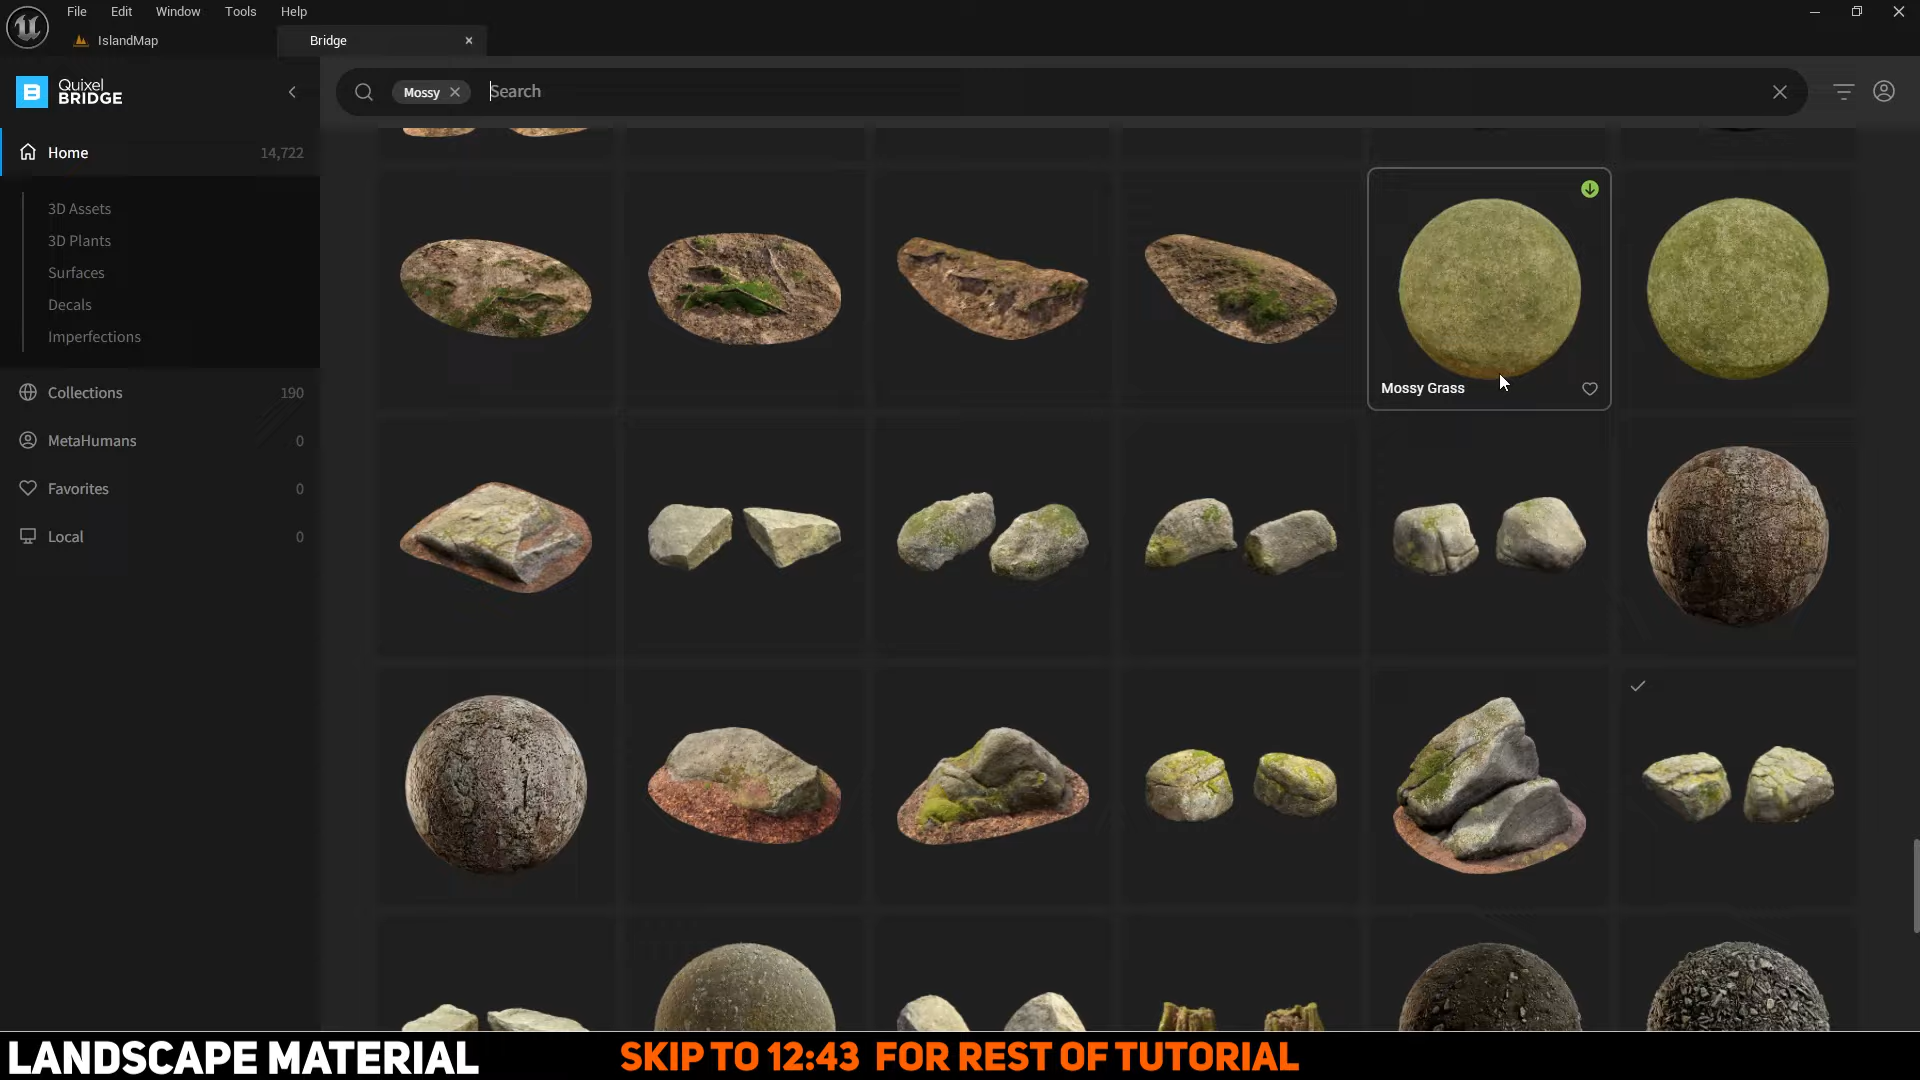 File Edit Window Tools Help
IslandMap
Bridge
Quixel
BRIDGE
Mossy
Search
Home 14,722
3D Assets
3D Plants
Surfaces
Decals
Imperfections
Collections 190
MetaHumans 0
Favorites 0
Local 0
Mossy Grass
LANDSCAPE MATERIAL
SKIP TO 12:43 FOR REST OF TUTORIAL